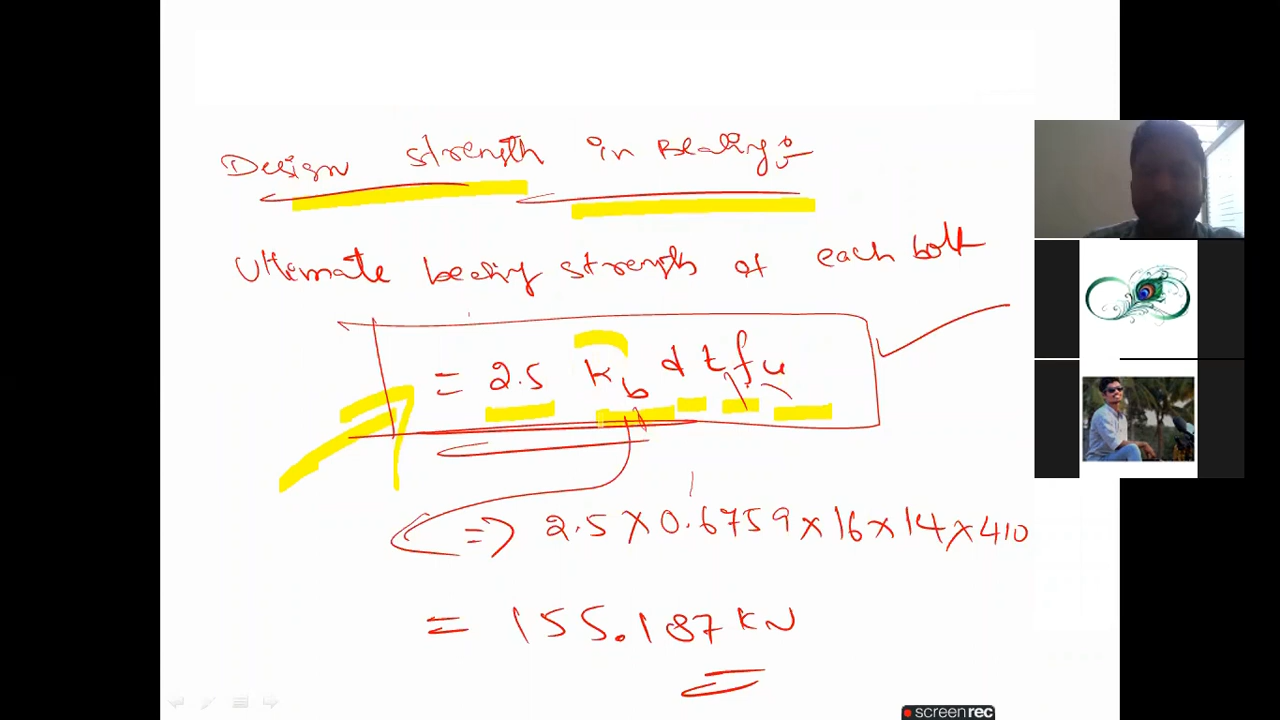 Design strength in Bearing:-
Ultimate bearing strength of each bolt
= 2.5 kb d t fu
=> 2.5 X 0.6759 x 16 x 14 x 410
= 155.187 KN
screenrec